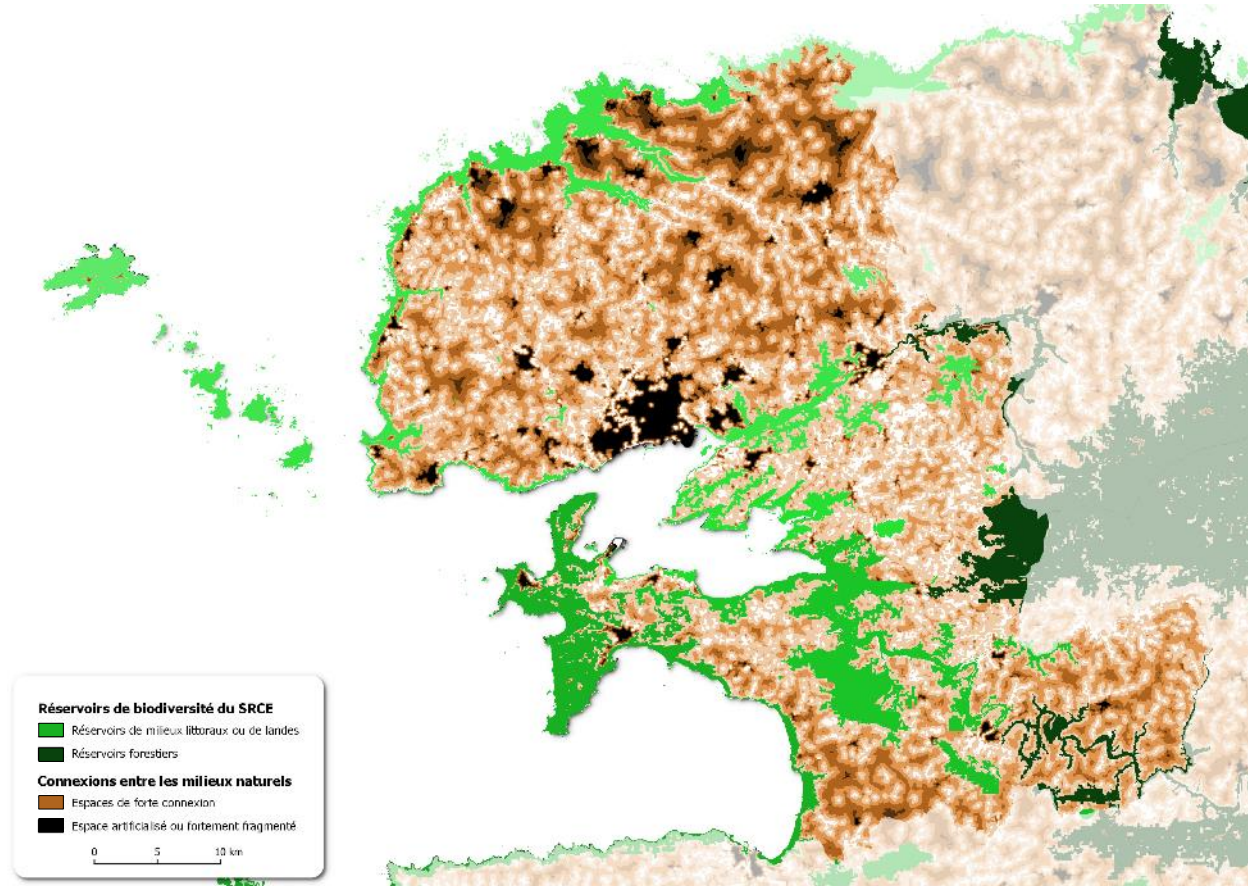 Réservoirs de biodiversité du SRCE
Réservoirs de milieux littoraux ou de landes
Réservoirs forestiers
Connexions entre les milieux naturels
Espaces de forte connexion
Espace artificialisé ou fortement fragmenté
0 5 10 km